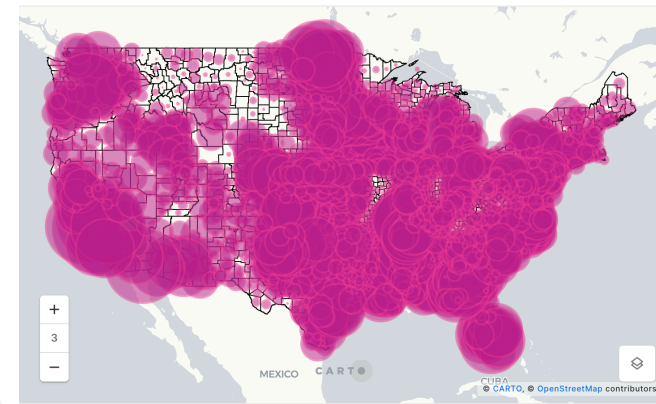 +
3
−
MEXICO
CARTO
CUBA
© CARTO, © OpenStreetMap contributors